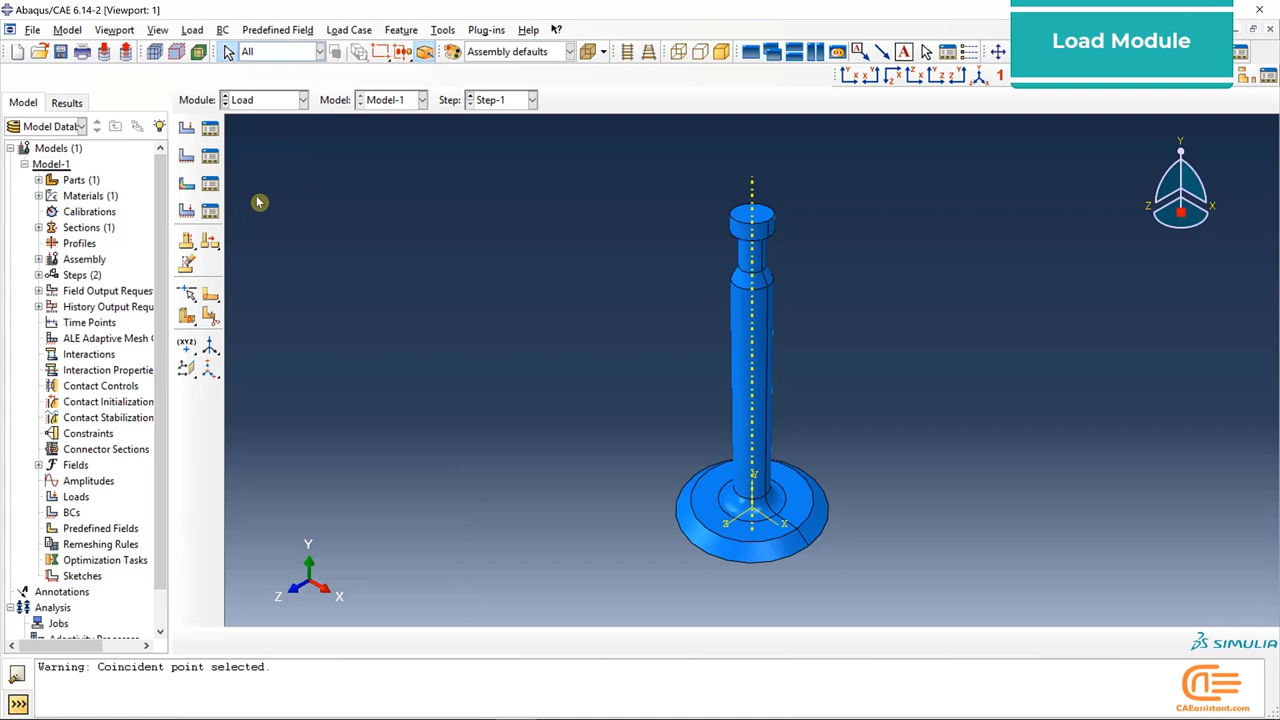 Abaqus/CAE 6.14-2 [Viewport: 1]
File Model Viewport View Load BC Predefined Field Load Case Feature Tools Plug-ins Help
Load Module
All
Assembly defaults
1
Model Results
Module: Load Model: Model-1 Step: Step-1
Model Datab
Models (1)
Model-1
Parts (1)
Materials (1)
Calibrations
Sections (1)
Profiles
Assembly
Steps (2)
Field Output Reques
History Output Requ
Time Points
ALE Adaptive Mesh C
Interactions
Interaction Propertie
Contact Controls
Contact Initialization
Contact Stabilization
Constraints
Connector Sections
Fields
Amplitudes
Loads
BCs
Predefined Fields
Remeshing Rules
Optimization Tasks
Sketches
Annotations
Analysis
Jobs
Adaptivity Processes
(XYZ)
Y
Z X
Y
Z X
Y
Z X
SIMULIA
Warning: Coincident point selected.
CAEassistant.com